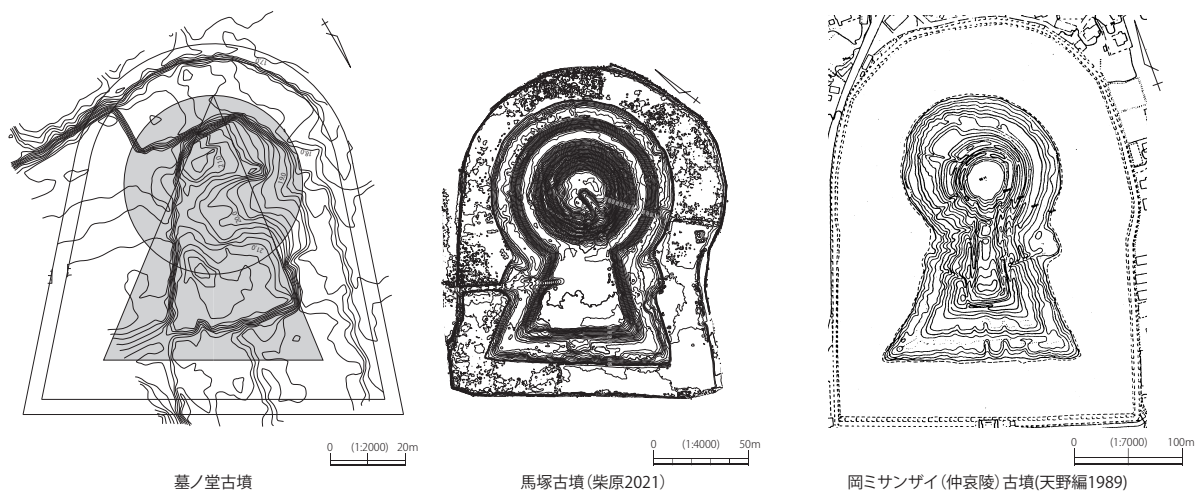 0 (1:2000) 20m
墓ノ堂古墳
0 (1:4000) 50m
馬塚古墳（柴原2021）
0 (1:7000) 100m
岡ミサンザイ（仲哀陵）古墳(天野編1989)